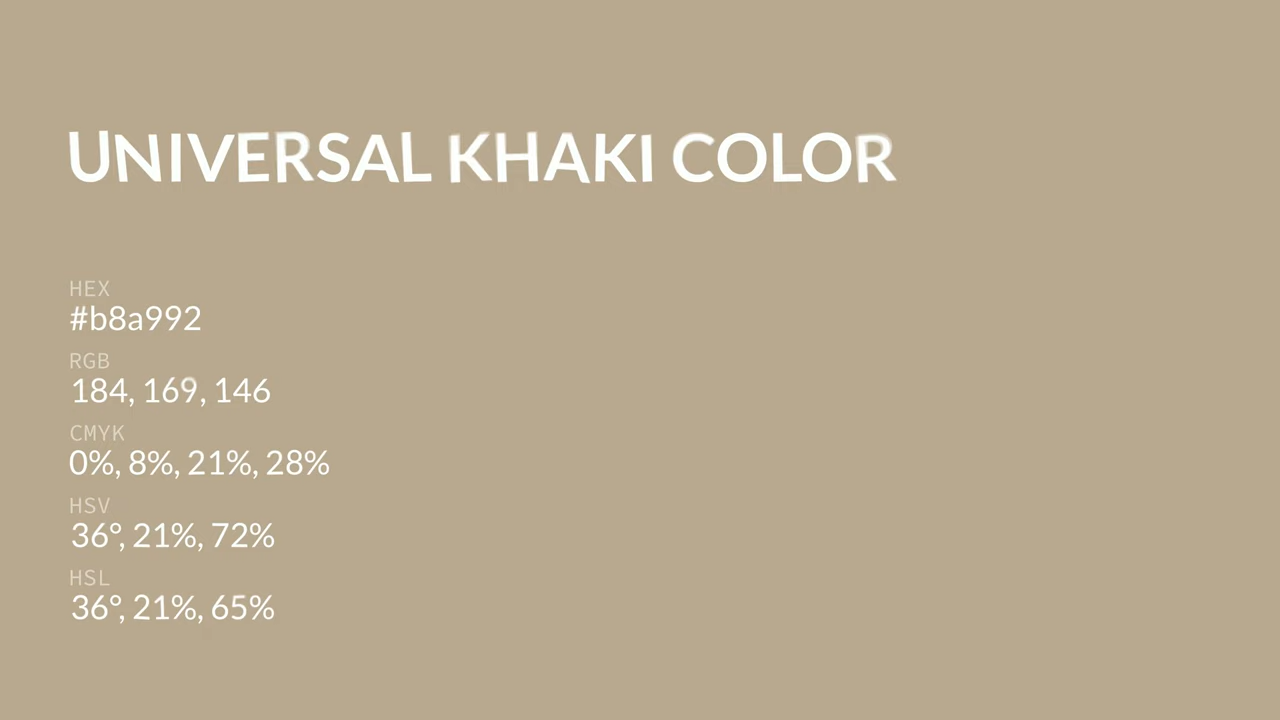 UNIVERSAL KHAKI COLOR
HEX
#b8a992
RGB
184, 169, 146
CMYK
0%, 8%, 21%, 28%
HSV
36°, 21%, 72%
HSL
36°, 21%, 65%